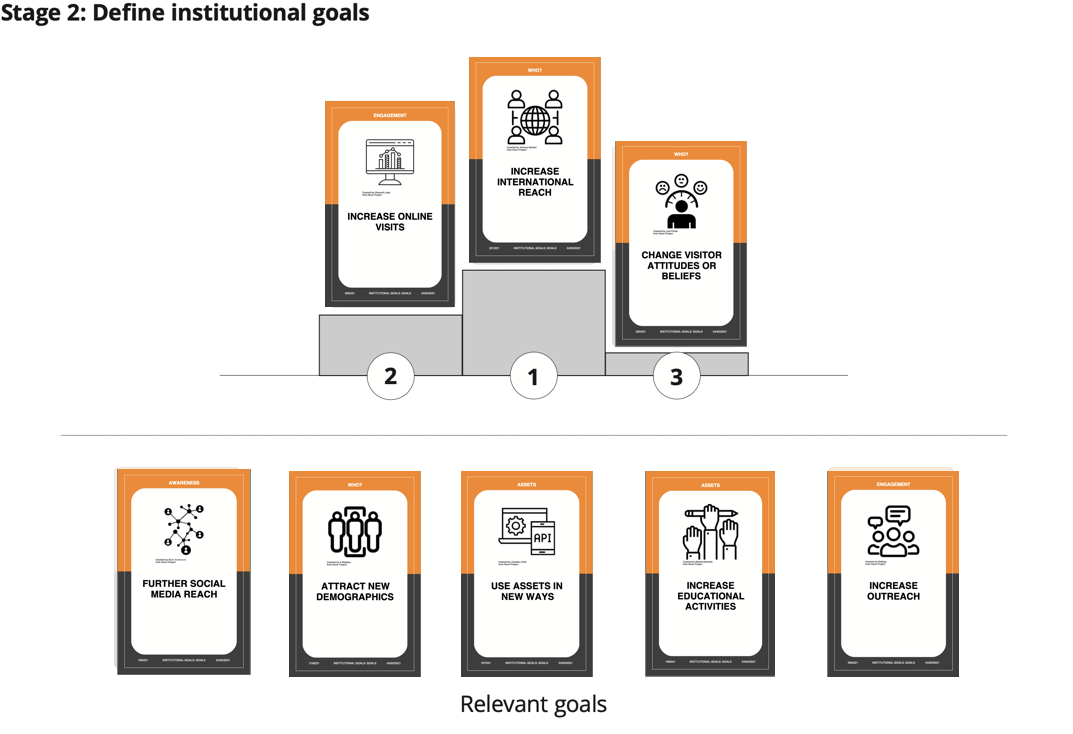 Stage 2: Define institutional goals
WHO?
INCREASE
INTERNATIONAL
REACH
INSTITUTIONAL GOALS: GOALS
ENGAGEMENT
INCREASE ONLINE
VISITS
INSTITUTIONAL GOALS: GOALS
WHO?
CHANGE VISITOR
ATTITUDES OR
BELIEFS
INSTITUTIONAL GOALS: GOALS
2
1
3
AWARENESS
FURTHER SOCIAL
MEDIA REACH
INSTITUTIONAL GOALS: GOALS
WHO?
ATTRACT NEW
DEMOGRAPHICS
INSTITUTIONAL GOALS: GOALS
ASSETS
API
USE ASSETS IN
NEW WAYS
INSTITUTIONAL GOALS: GOALS
ASSETS
INCREASE
EDUCATIONAL
ACTIVITIES
INSTITUTIONAL GOALS: GOALS
ENGAGEMENT
INCREASE
OUTREACH
INSTITUTIONAL GOALS: GOALS
Relevant goals